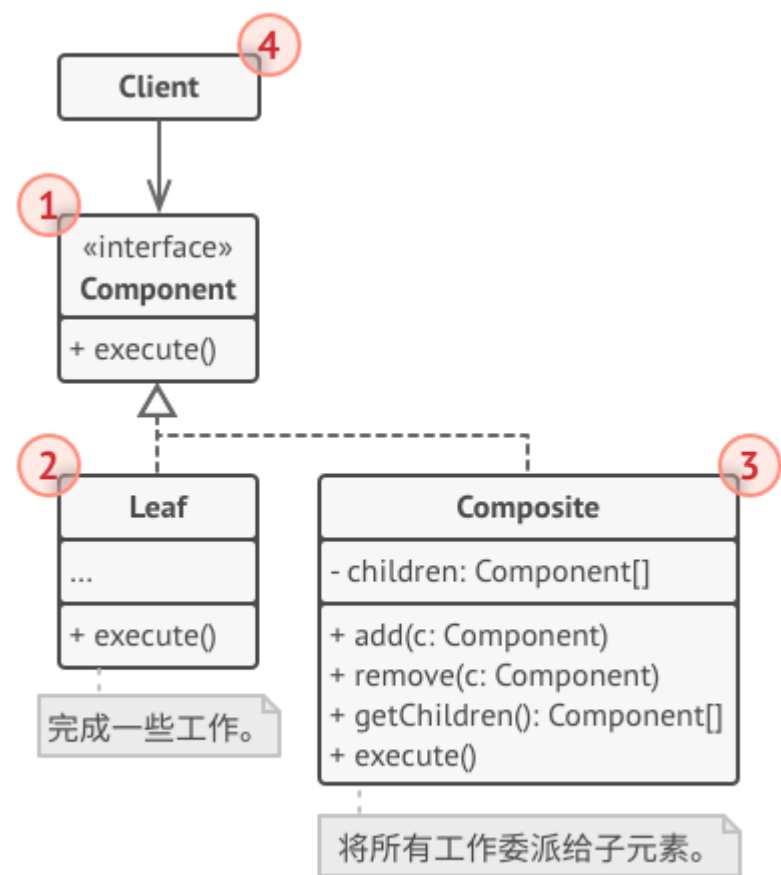 4
Client
1
«interface»
Component
+ execute()
2
Leaf
...
+ execute()
完成一些工作。
3
Composite
- children: Component[]
+ add(c: Component)
+ remove(c: Component)
+ getChildren(): Component[]
+ execute()
将所有工作委派给子元素。